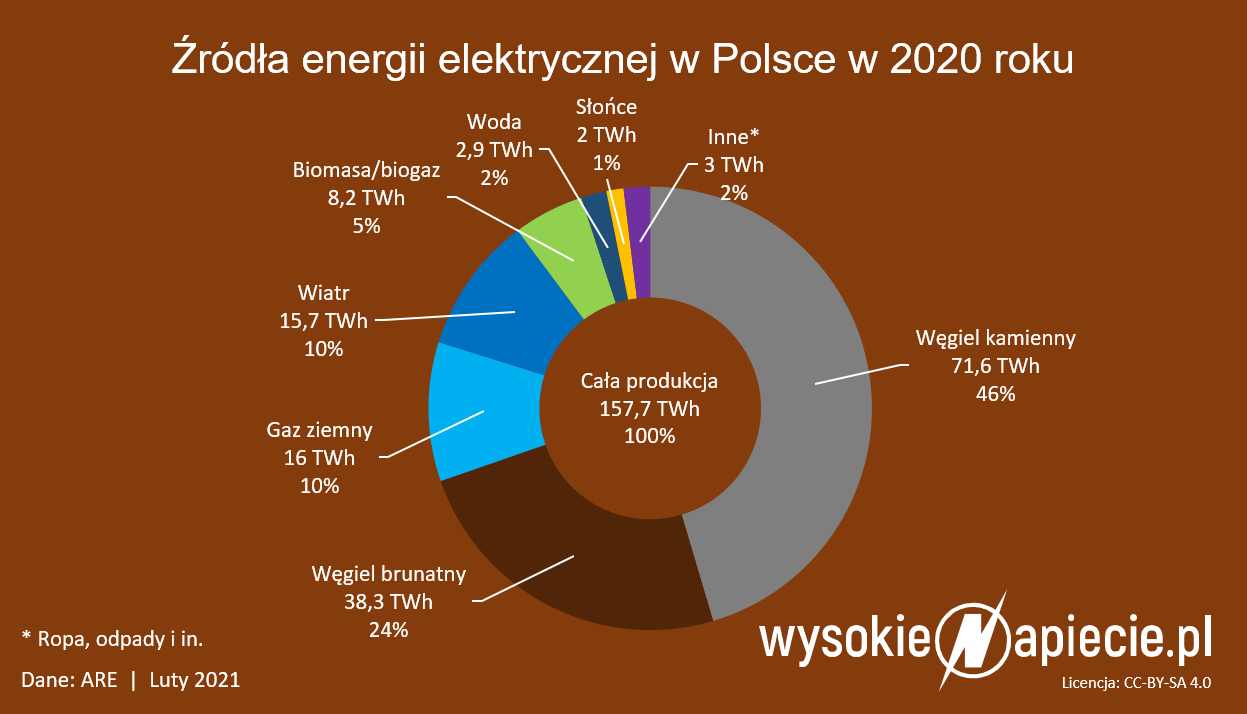 Źródła energii elektrycznej w Polsce w 2020 roku
Słońce
2 TWh
1%
Woda
2,9 TWh
2%
Inne*
3 TWh
2%
Biomasa/biogaz
8,2 TWh
5%
Wiatr
15,7 TWh
10%
Węgiel kamienny
71,6 TWh
46%
Cała produkcja
157,7 TWh
100%
Gaz ziemny
16 TWh
10%
Węgiel brunatny
38,3 TWh
24%
* Ropa, odpady i in.
Dane: ARE | Luty 2021
wysokieNapiecie.pl
Licencja: CC-BY-SA 4.0